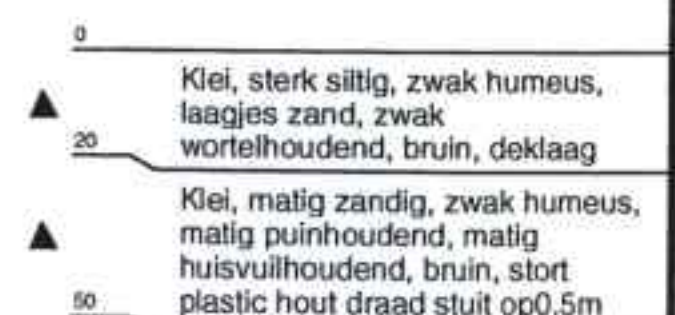 0
Klei, sterk siltig, zwak humeus,
laagjes zand, zwak
20
wortelhoudend, bruin, deklaag
Klei, matig zandig, zwak humeus,
matig puinhoudend, matig
huisvuilhoudend, bruin, stort
50
plastic hout draad stuit op0,5m